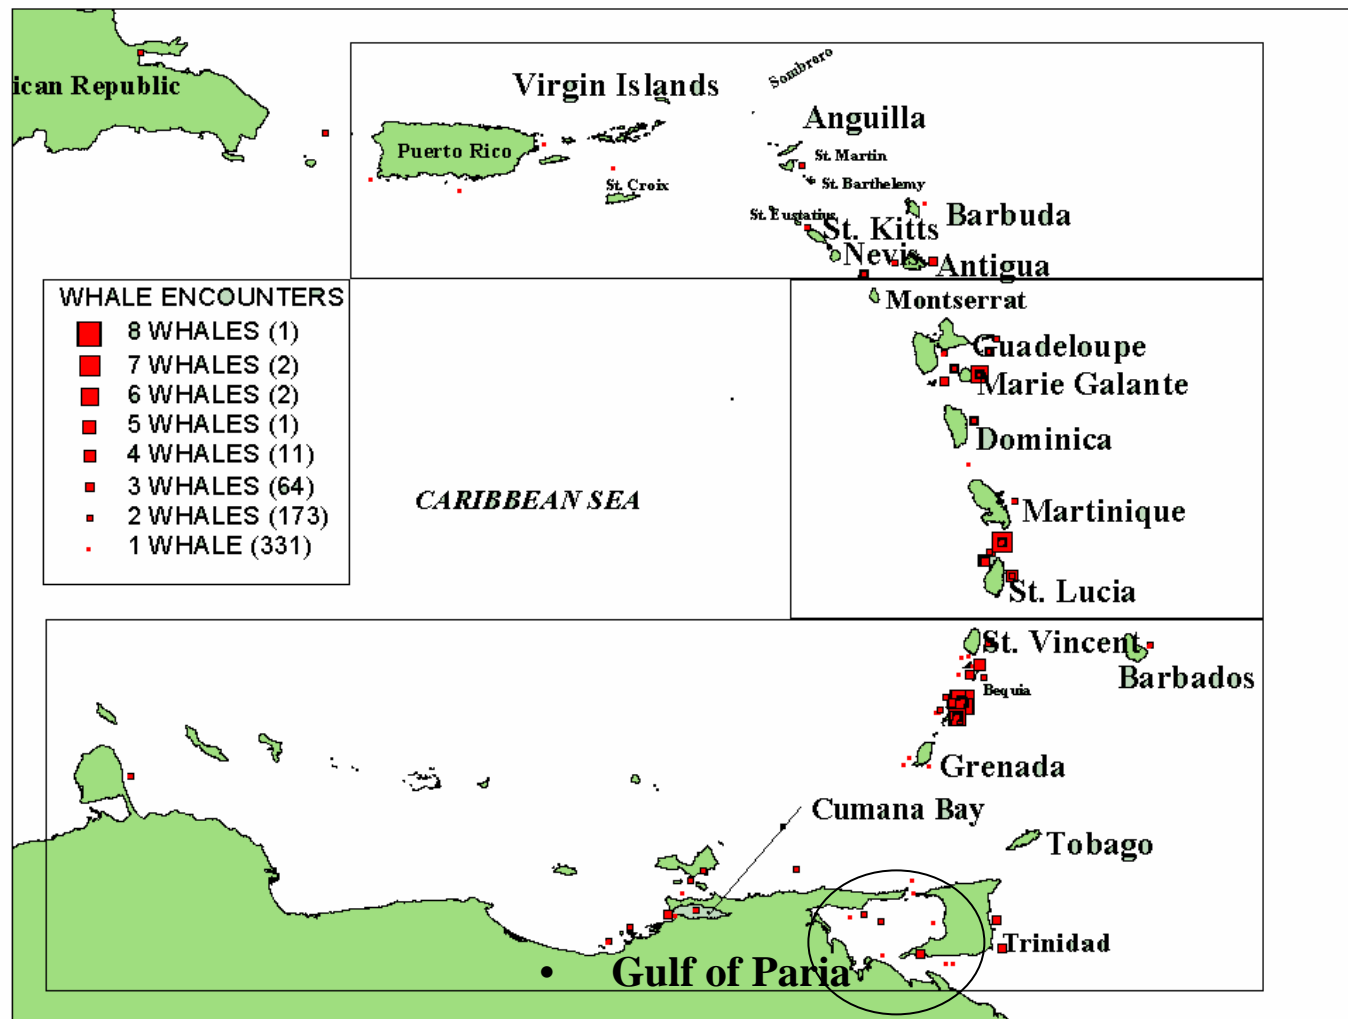 Sombrero
Virgin Islands
ican Republic
Anguilla
Puerto Rico
St. Martin
St. Croix
St. Barthelemy
St. Eustatius
St. Kitts
Barbuda
Nevis
Antigua
WHALE ENCOUNTERS
8 WHALES (1)
7 WHALES (2)
6 WHALES (2)
5 WHALES (1)
4 WHALES (11)
3 WHALES (64)
2 WHALES (173)
1 WHALE (331)
Montserrat
Guadeloupe
Marie Galante
Dominica
CARIBBEAN SEA
Martinique
St. Lucia
St. Vincent
Barbados
Bequia
Grenada
Cumana Bay
Tobago
Trinidad
• Gulf of Paria